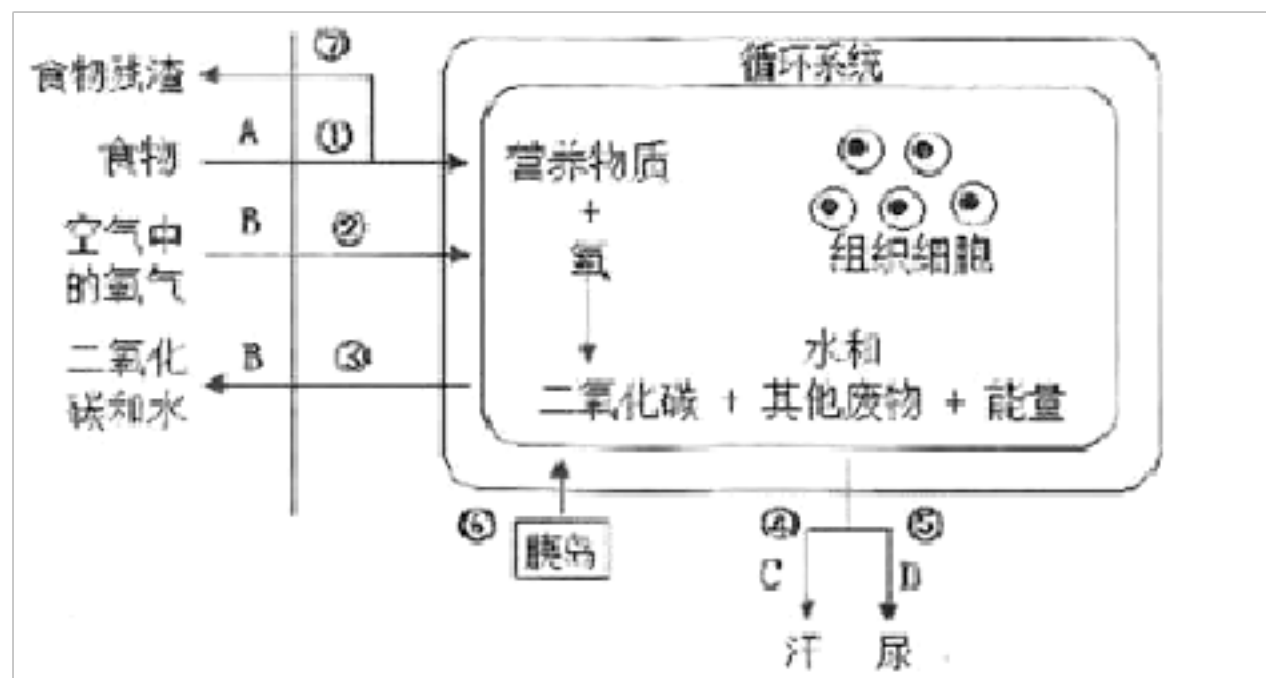 ⑦
循环系统
食物残渣
A ①
食物
营养物质
+
氧
B ②
空气中
的氧气
组织细胞
B ③
二氧化
碳和水
水和
二氧化碳 + 其他废物 + 能量
⑥ 胰岛
④ ⑤
C D
汗 尿